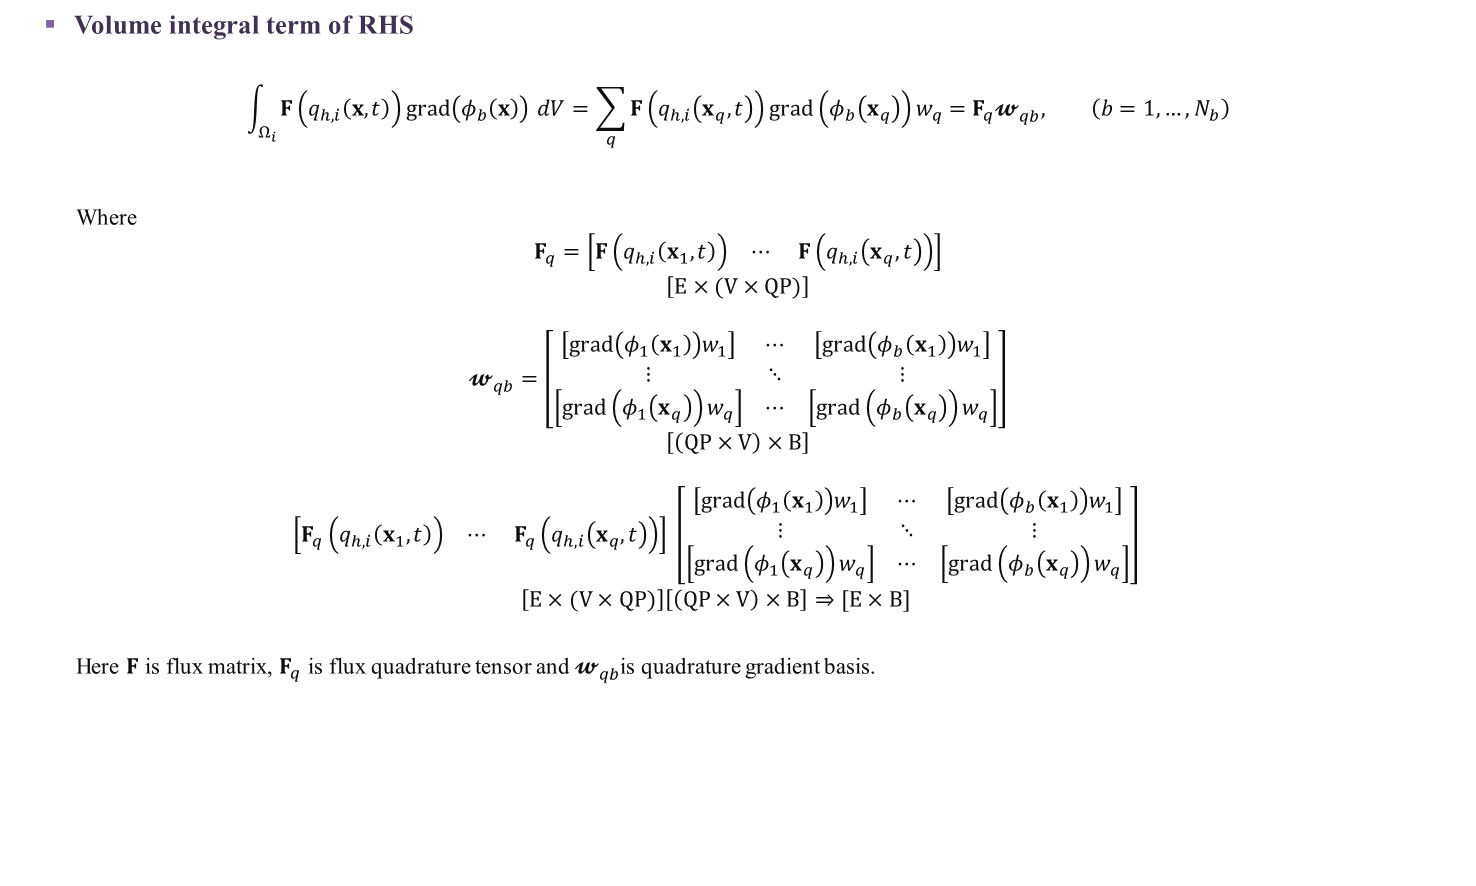 ▪ Volume integral term of RHS
∫_{Ω_i} 𝐅(q_{h,i}(𝐱,t)) grad(ϕ_b(𝐱)) dV = ∑_q 𝐅(q_{h,i}(𝐱_q,t)) grad(ϕ_b(𝐱_q)) w_q = 𝐅_q 𝔀_{qb},  (b = 1, …, N_b)
Where
𝐅_q = [𝐅(q_{h,i}(𝐱_1,t)) ⋯ 𝐅(q_{h,i}(𝐱_q,t))]
[E × (V × QP)]
[grad(ϕ_1(𝐱_1))w_1] ⋯ [grad(ϕ_b(𝐱_1))w_1]
𝔀_{qb} = ⋮ ⋱ ⋮
[grad(ϕ_1(𝐱_q))w_q] ⋯ [grad(ϕ_b(𝐱_q))w_q]
[(QP × V) × B]
[grad(ϕ_1(𝐱_1))w_1] ⋯ [grad(ϕ_b(𝐱_1))w_1]
[𝐅_q(q_{h,i}(𝐱_1,t)) ⋯ 𝐅_q(q_{h,i}(𝐱_q,t))] ⋮ ⋱ ⋮
[grad(ϕ_1(𝐱_q))w_q] ⋯ [grad(ϕ_b(𝐱_q))w_q]
[E × (V × QP)][(QP × V) × B] ⇒ [E × B]
Here 𝐅 is flux matrix, 𝐅_q is flux quadrature tensor and 𝔀_{qb} is quadrature gradient basis.